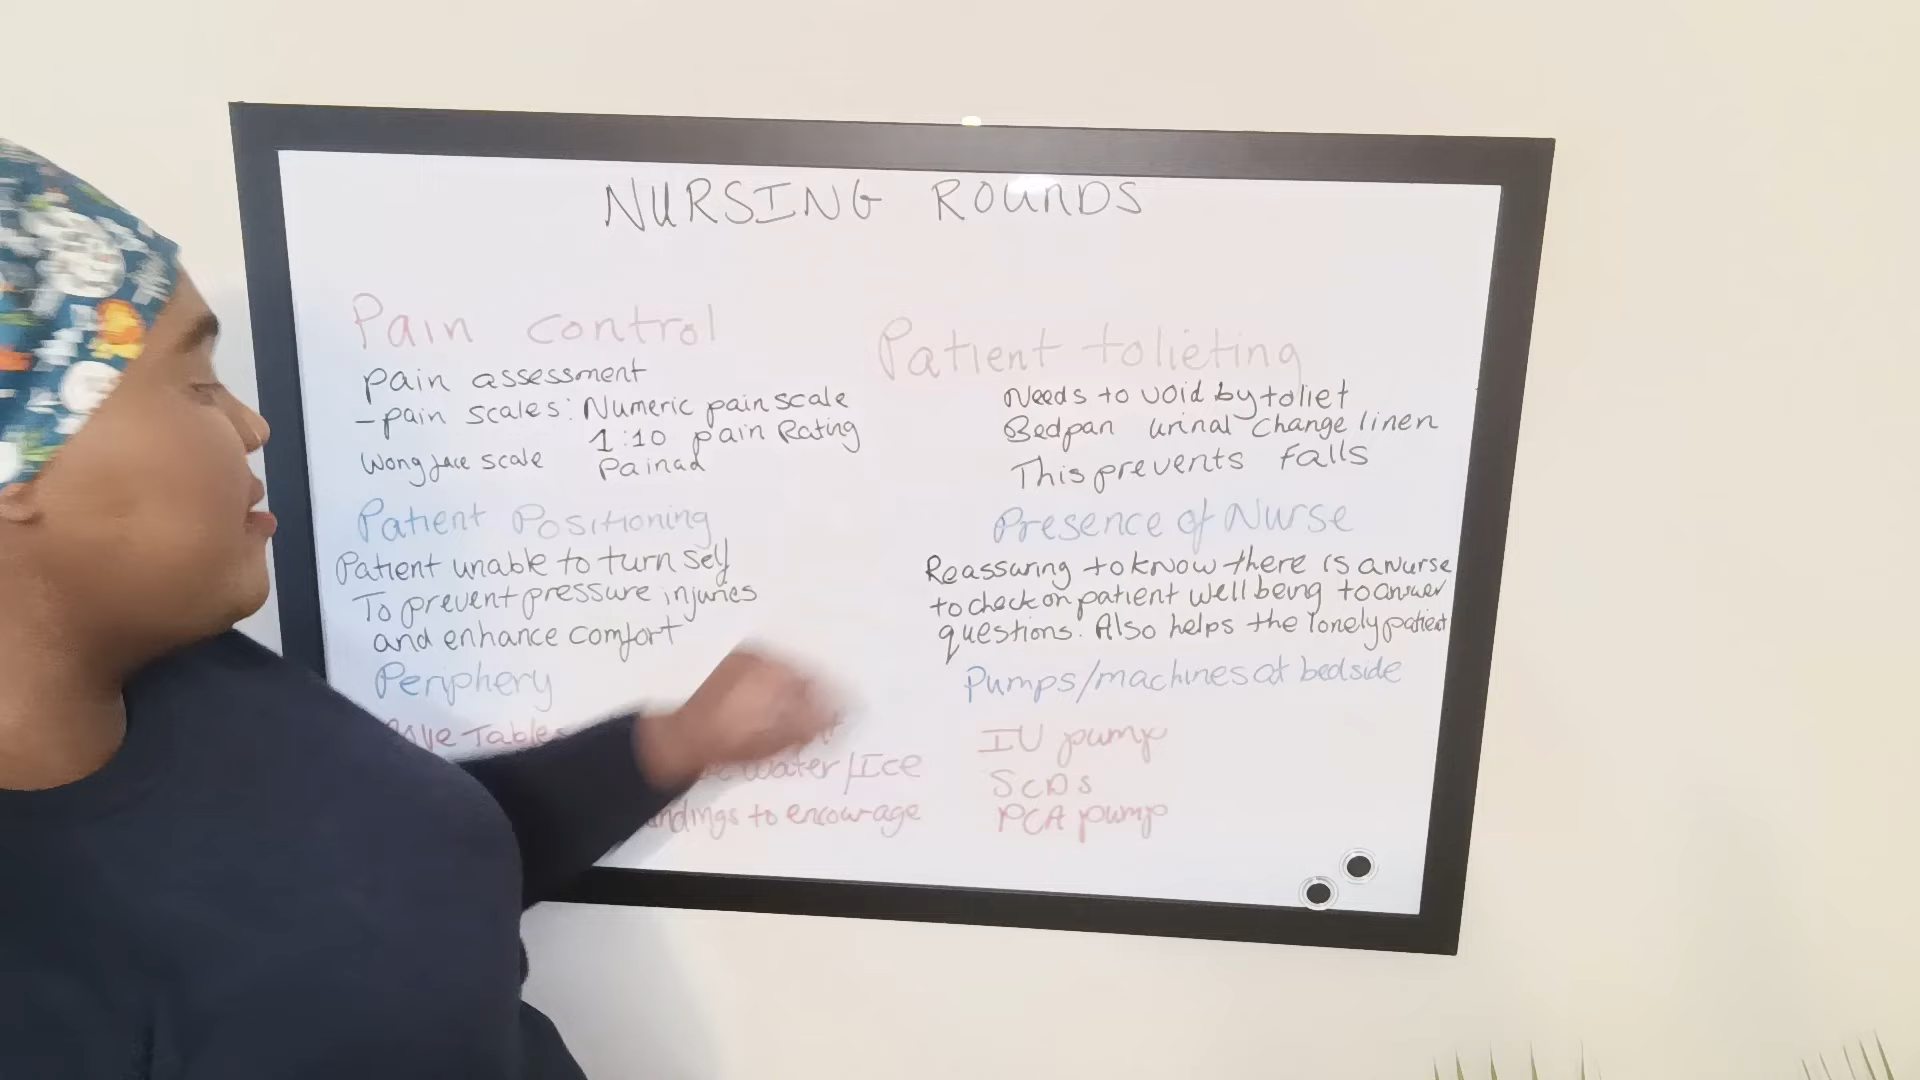 NURSING ROUNDS
Pain control
pain assessment
- pain scales: Numeric pain scale
1:10 pain Rating
Wong face scale Painad
Patient Positioning
Patient unable to turn self
To prevent pressure injuries
and enhance comfort
Periphery
Tables
water/Ice
to encourage
Patient tolieting
Needs to void by toliet
Bedpan urinal change linen
This prevents falls
Presence of Nurse
Reassuring to know there is a nurse
to check on patient well being to answer
questions. Also helps the lonely patient
Pumps/machines at bedside
IV pump
SCDs
PCA pump